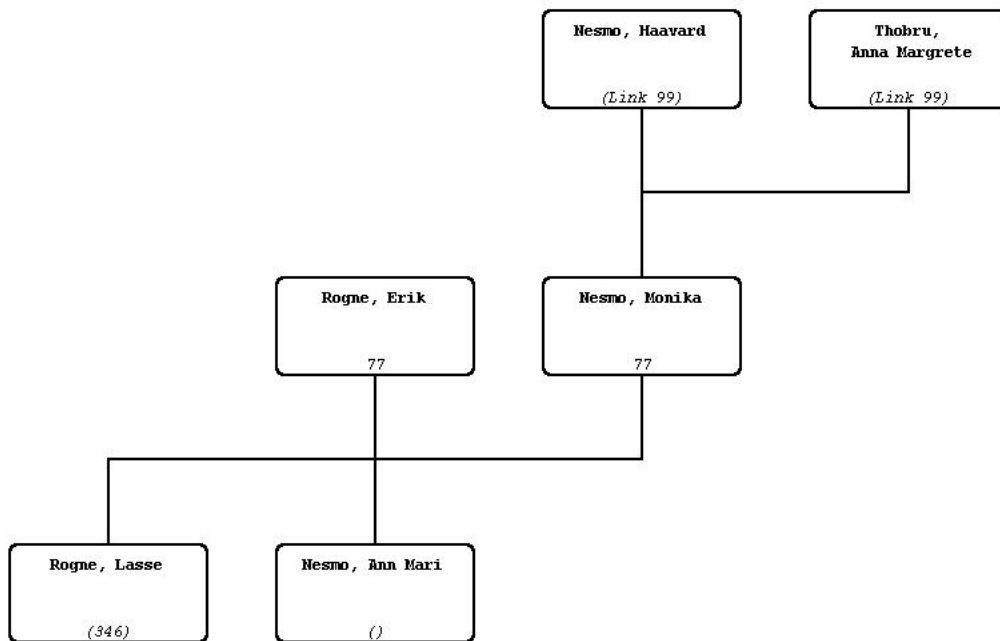 Nesmo, Haavard
(Link 99)
Thobru,
Anna Margrete
(Link 99)
Rogne, Erik
77
Nesmo, Monika
77
Rogne, Lasse
(346)
Nesmo, Ann Mari
()